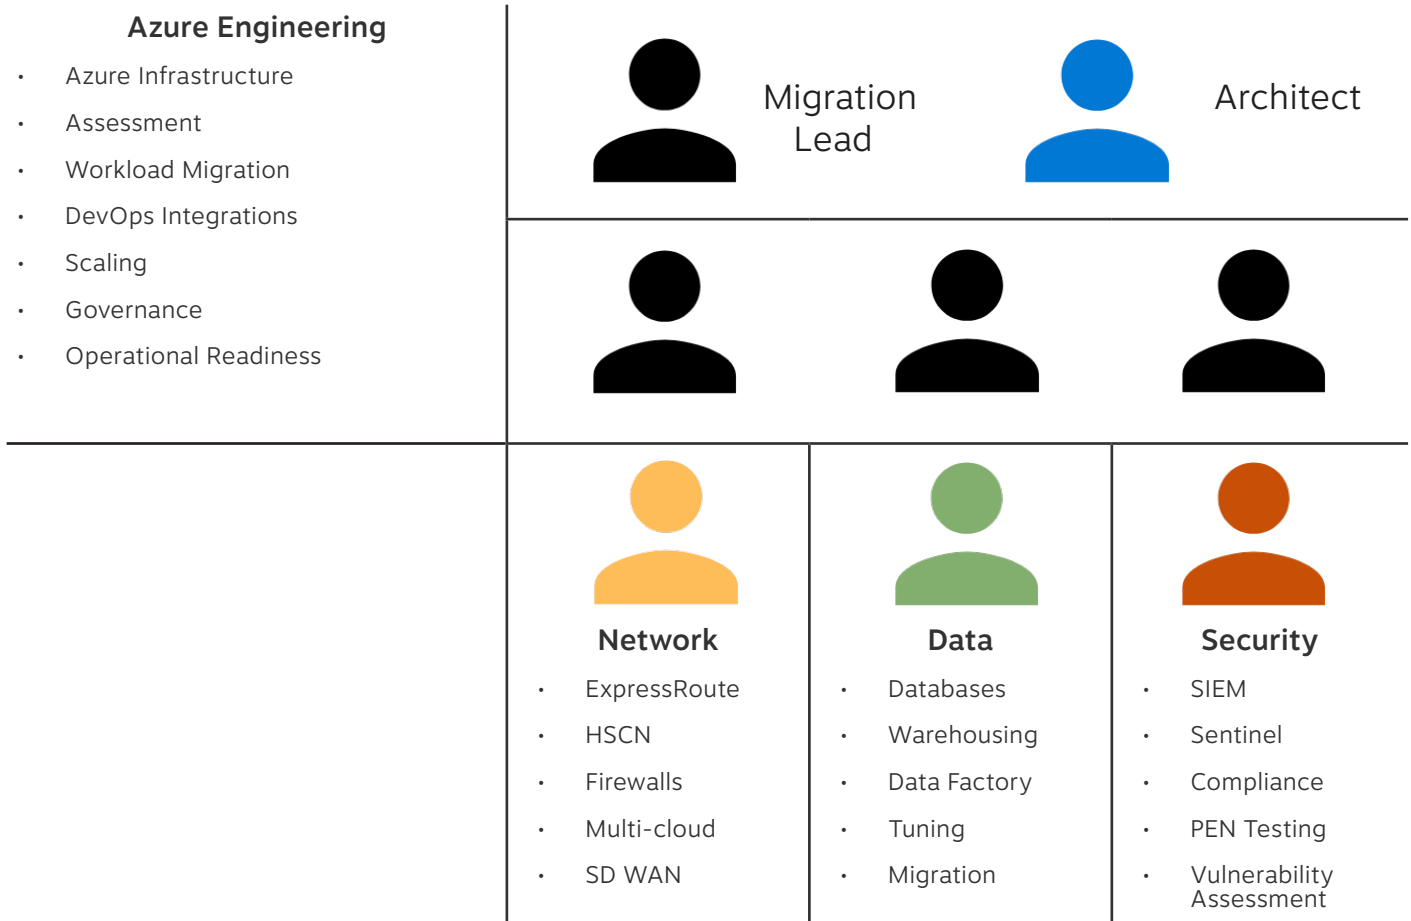 Azure Engineering
• Azure Infrastructure
• Assessment
• Workload Migration
• DevOps Integrations
• Scaling
• Governance
• Operational Readiness
Migration
Lead
Architect
Network
• ExpressRoute
• HSCN
• Firewalls
• Multi-cloud
• SD WAN
Data
• Databases
• Warehousing
• Data Factory
• Tuning
• Migration
Security
• SIEM
• Sentinel
• Compliance
• PEN Testing
• Vulnerability
Assessment